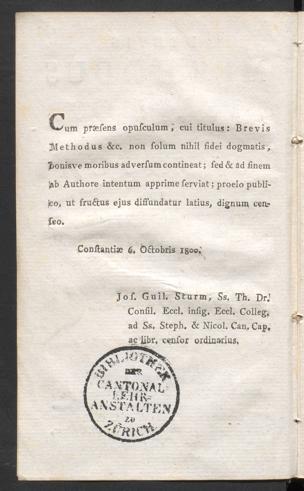 Cum præsens opusculum, cui titulus: Brevis
Methodus &c. non solum nihil fidei dogmatis,
bonisve moribus adversum contineat; sed & ad finem
ab Authore intentum apprime serviat; proelo publi-
co, ut fructus ejus diffundatur latius, dignum cen-
seo.
Constantiæ 6. Octobris 1800.
Jos. Guil. Sturm, Ss. Th. Dr.
Consil. Eccl. insig. Eccl. Colleg.
ad Ss. Steph. & Nicol. Can. Cap.
ac libr. censor ordinarius.
BIBLIOTHEK
DER
CANTONAL-
LEHR-
ANSTALTEN
ZU
ZÜRICH